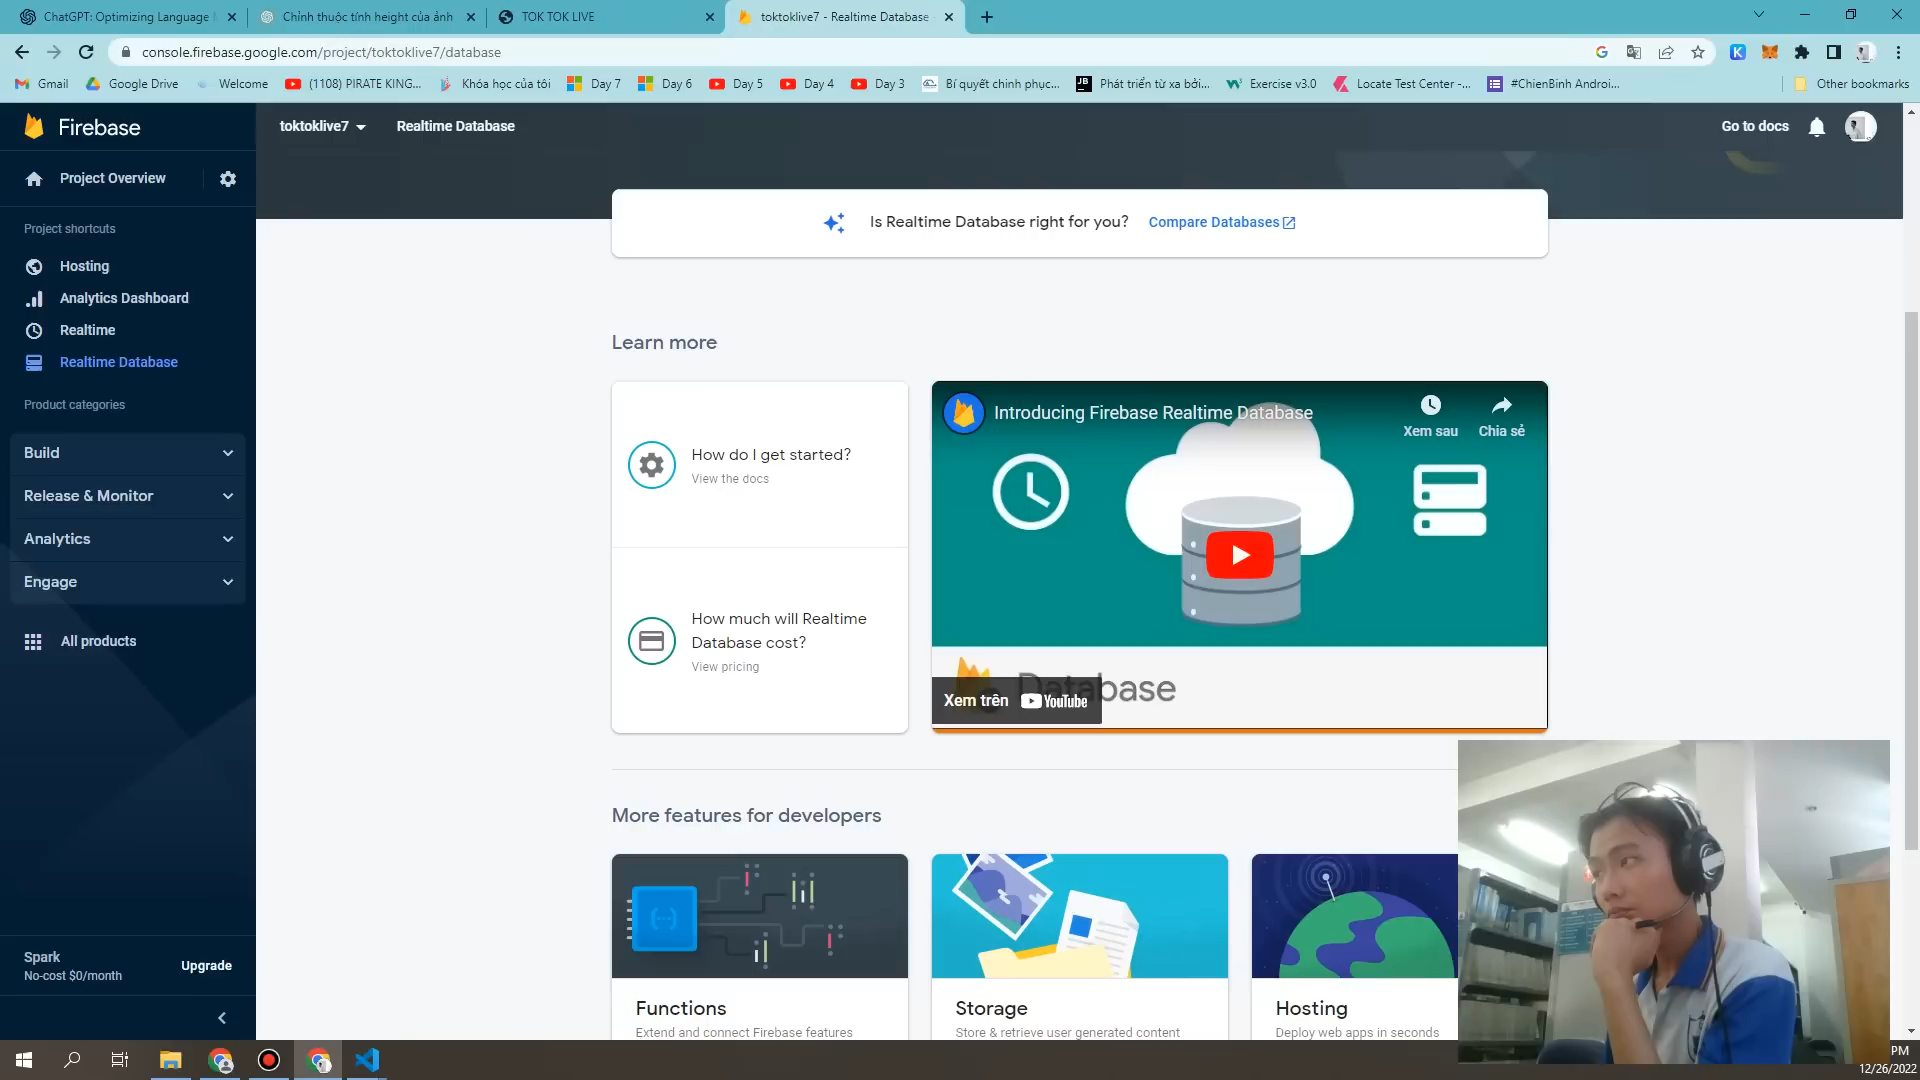 ChatGPT: Optimizing Language
Chỉnh thuộc tính height của ảnh
TOK TOK LIVE
toktoklive7 - Realtime Database
console.firebase.google.com/project/toktoklive7/database
Gmail
Google Drive
Welcome
(1108) PIRATE KING...
Khóa học của tôi
Day 7
Day 6
Day 5
Day 4
Day 3
Bí quyết chinh phục...
Phát triển từ xa bởi...
Exercise v3.0
Locate Test Center -...
#ChienBinh Androi...
Other bookmarks
Firebase
toktoklive7
Realtime Database
Go to docs
Project Overview
Is Realtime Database right for you?
Compare Databases
Project shortcuts
Hosting
Analytics Dashboard
Realtime
Realtime Database
Product categories
Build
Release & Monitor
Analytics
Engage
All products
Spark
No-cost $0/month
Upgrade
Learn more
How do I get started?
View the docs
How much will Realtime
Database cost?
View pricing
Introducing Firebase Realtime Database
Xem sau
Chia sẻ
Database
Xem trên YouTube
More features for developers
Functions
Extend and connect Firebase features
Storage
Store & retrieve user generated content
Hosting
Deploy web apps in seconds
PM
12/26/2022